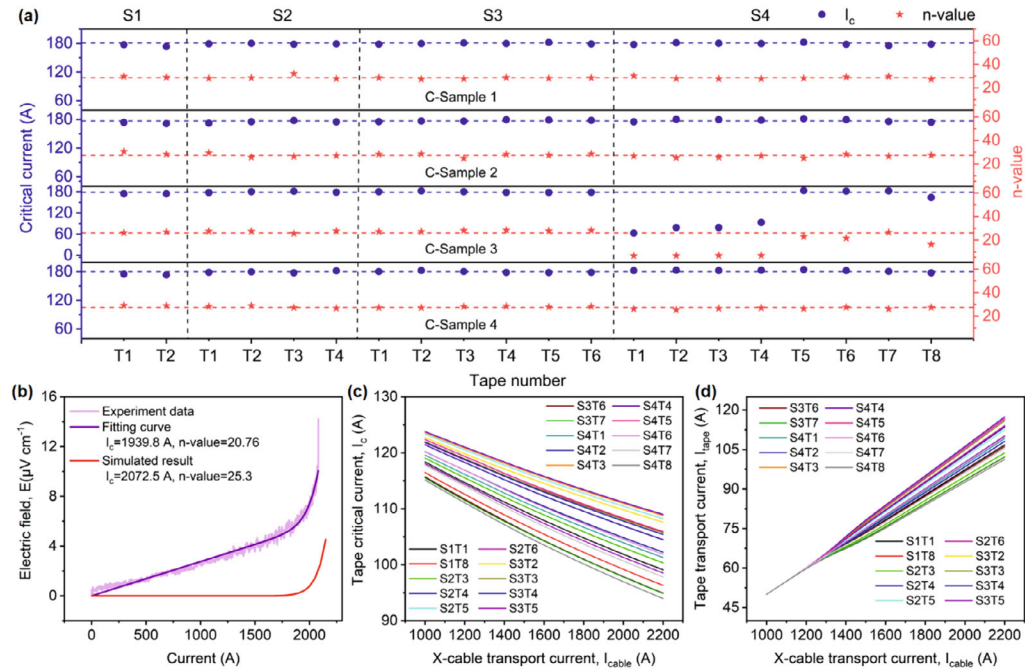 (a)
S1 S2 S3 S4 Ic n-value
180
120
60
60
40
20
C-Sample 1
180
120
60
60
40
20
C-Sample 2
180
120
60
0
60
40
20
C-Sample 3
180
120
60
60
40
20
C-Sample 4
Critical current (A)
n-value
T1 T2 T1 T2 T3 T4 T1 T2 T3 T4 T5 T6 T1 T2 T3 T4 T5 T6 T7 T8
Tape number
(b)
16
12
8
4
0
Electric field, E(μV cm⁻¹)
Experiment data
Fitting curve
Ic=1939.8 A, n-value=20.76
Simulated result
Ic=2072.5 A, n-value=25.3
0 500 1000 1500 2000
Current (A)
(c)
130
120
110
100
90
Tape critical current, Ic (A)
S3T6 S4T4
S3T7 S4T5
S4T1 S4T6
S4T2 S4T7
S4T3 S4T8
S1T1 S2T6
S1T8 S3T2
S2T3 S3T3
S2T4 S3T4
S2T5 S3T5
1000 1200 1400 1600 1800 2000 2200
X-cable transport current, Icable (A)
(d)
120
105
90
75
60
45
Tape transport current, Itape (A)
S3T6 S4T4
S3T7 S4T5
S4T1 S4T6
S4T2 S4T7
S4T3 S4T8
S1T1 S2T6
S1T8 S3T2
S2T3 S3T3
S2T4 S3T4
S2T5 S3T5
1000 1200 1400 1600 1800 2000 2200
X-cable transport current, Icable (A)